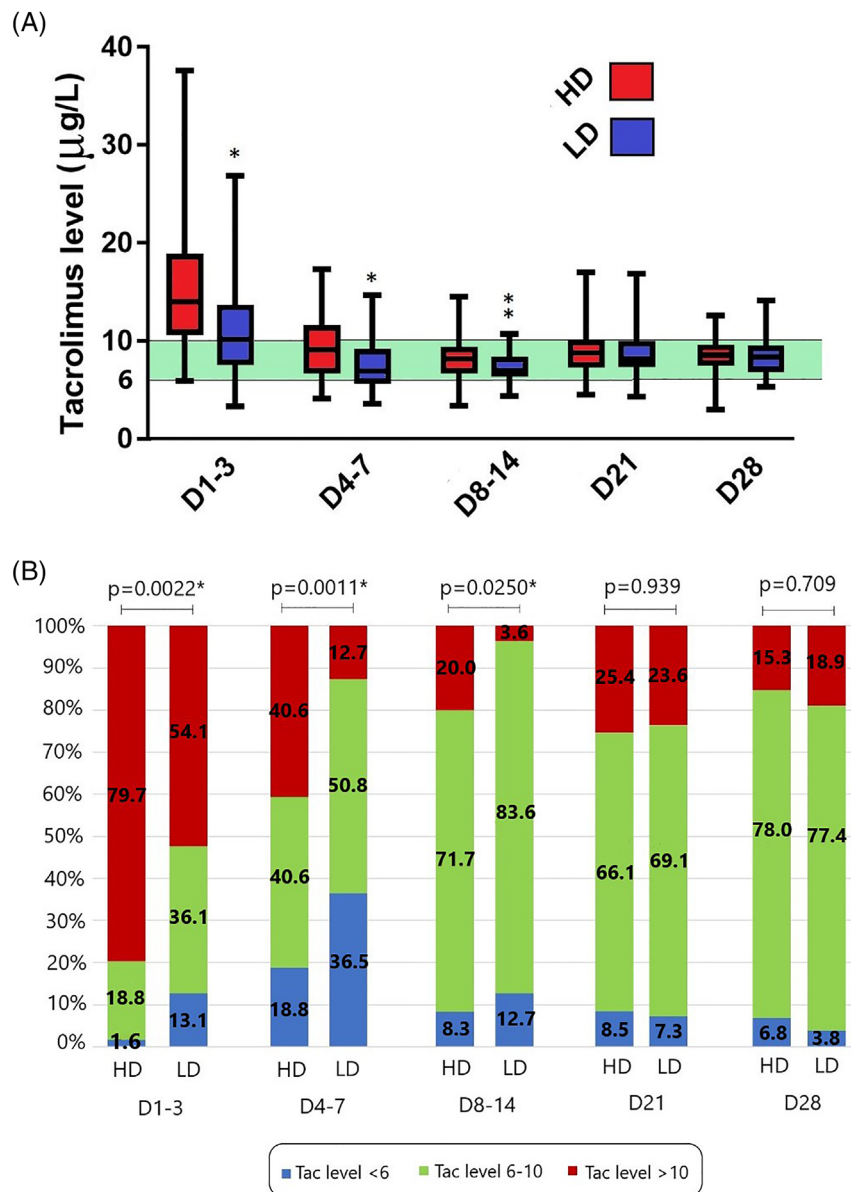 (A)
Tacrolimus level (µg/L)
40
30
20
10
6
0
HD
LD
*
*
*
*
D1-3
D4-7
D8-14
D21
D28
(B)
p=0.0022*
p=0.0011*
p=0.0250*
p=0.939
p=0.709
100%
90%
80%
70%
60%
50%
40%
30%
20%
10%
0%
79.7
18.8
1.6
54.1
36.1
13.1
40.6
40.6
18.8
12.7
50.8
36.5
20.0
71.7
8.3
3.6
83.6
12.7
25.4
66.1
8.5
23.6
69.1
7.3
15.3
78.0
6.8
18.9
77.4
3.8
HD LD HD LD HD LD HD LD HD LD
D1-3 D4-7 D8-14 D21 D28
Tac level <6 Tac level 6-10 Tac level >10